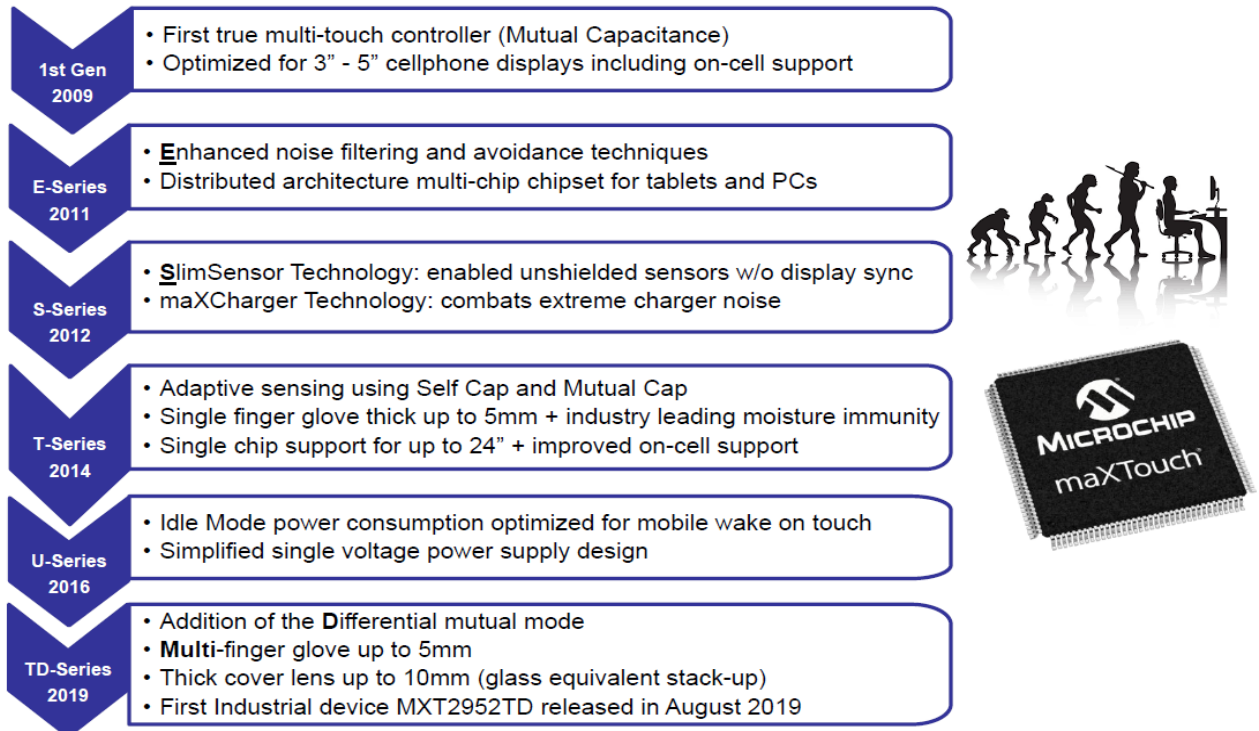 1st Gen
2009
• First true multi-touch controller (Mutual Capacitance)
• Optimized for 3” - 5” cellphone displays including on-cell support
E-Series
2011
• Enhanced noise filtering and avoidance techniques
• Distributed architecture multi-chip chipset for tablets and PCs
S-Series
2012
• SlimSensor Technology: enabled unshielded sensors w/o display sync
• maXCharger Technology: combats extreme charger noise
T-Series
2014
• Adaptive sensing using Self Cap and Mutual Cap
• Single finger glove thick up to 5mm + industry leading moisture immunity
• Single chip support for up to 24” + improved on-cell support
U-Series
2016
• Idle Mode power consumption optimized for mobile wake on touch
• Simplified single voltage power supply design
TD-Series
2019
• Addition of the Differential mutual mode
• Multi-finger glove up to 5mm
• Thick cover lens up to 10mm (glass equivalent stack-up)
• First Industrial device MXT2952TD released in August 2019
MICROCHIP
maXTouch®